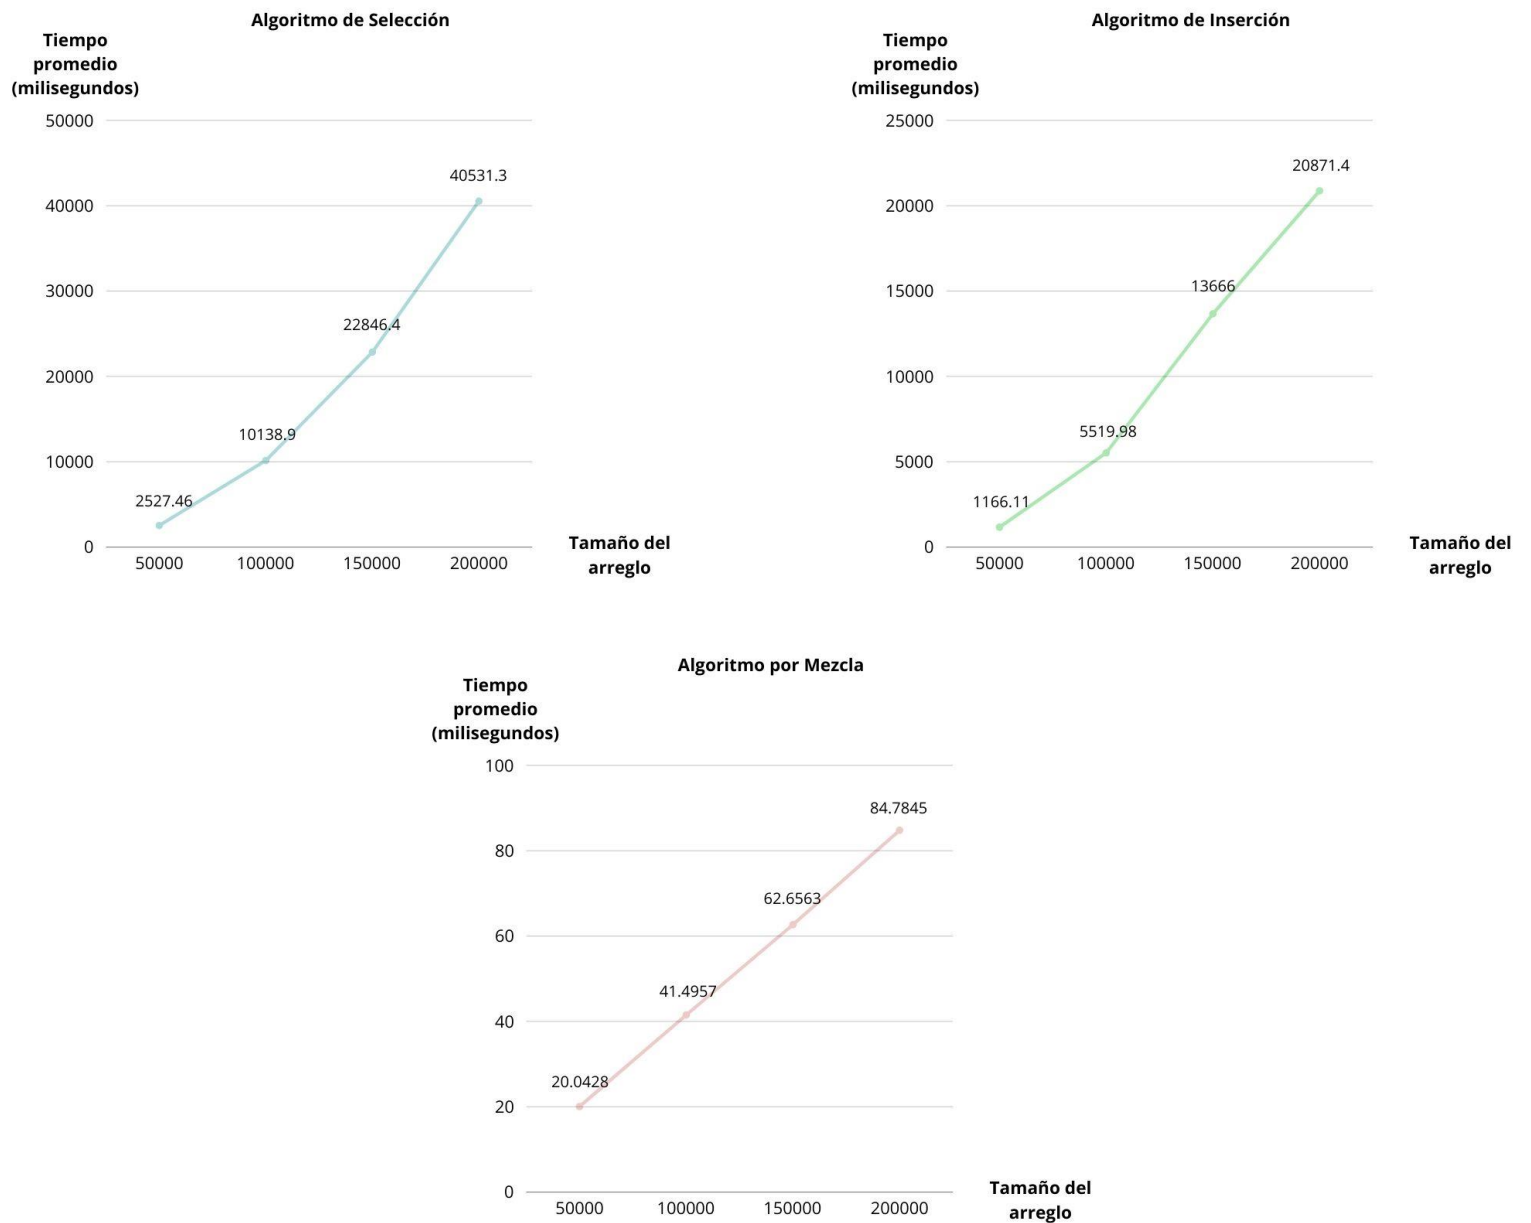 Algoritmo de Selección
Tiempo
promedio
(milisegundos)
50000
40000
30000
20000
10000
0
40531.3
22846.4
10138.9
2527.46
50000
100000
150000
200000
Tamaño del
arreglo
Algoritmo de Inserción
Tiempo
promedio
(milisegundos)
25000
20000
15000
10000
5000
0
20871.4
13666
5519.98
1166.11
50000
100000
150000
200000
Tamaño del
arreglo
Algoritmo por Mezcla
Tiempo
promedio
(milisegundos)
100
80
60
40
20
0
84.7845
62.6563
41.4957
20.0428
50000
100000
150000
200000
Tamaño del
arreglo